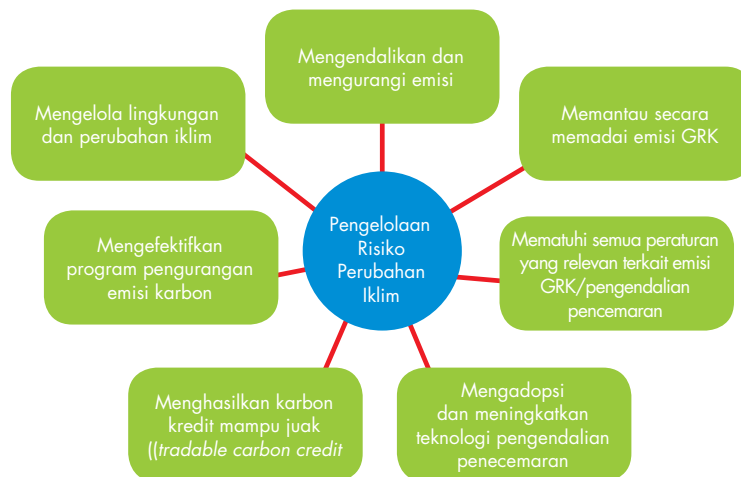 Mengendalikan dan
mengurangi emisi
Mengelola lingkungan
dan perubahan iklim
Memantau secara
memadai emisi GRK
Pengelolaan
Risiko
Perubahan
Iklim
Mengefektifkan
program pengurangan
emisi karbon
Mematuhi semua peraturan
yang relevan terkait emisi
GRK/pengendalian
pencemaran
Menghasilkan karbon
kredit mampu juak
((tradable carbon credit
Mengadopsi
dan meningkatkan
teknologi pengendalian
penecemaran